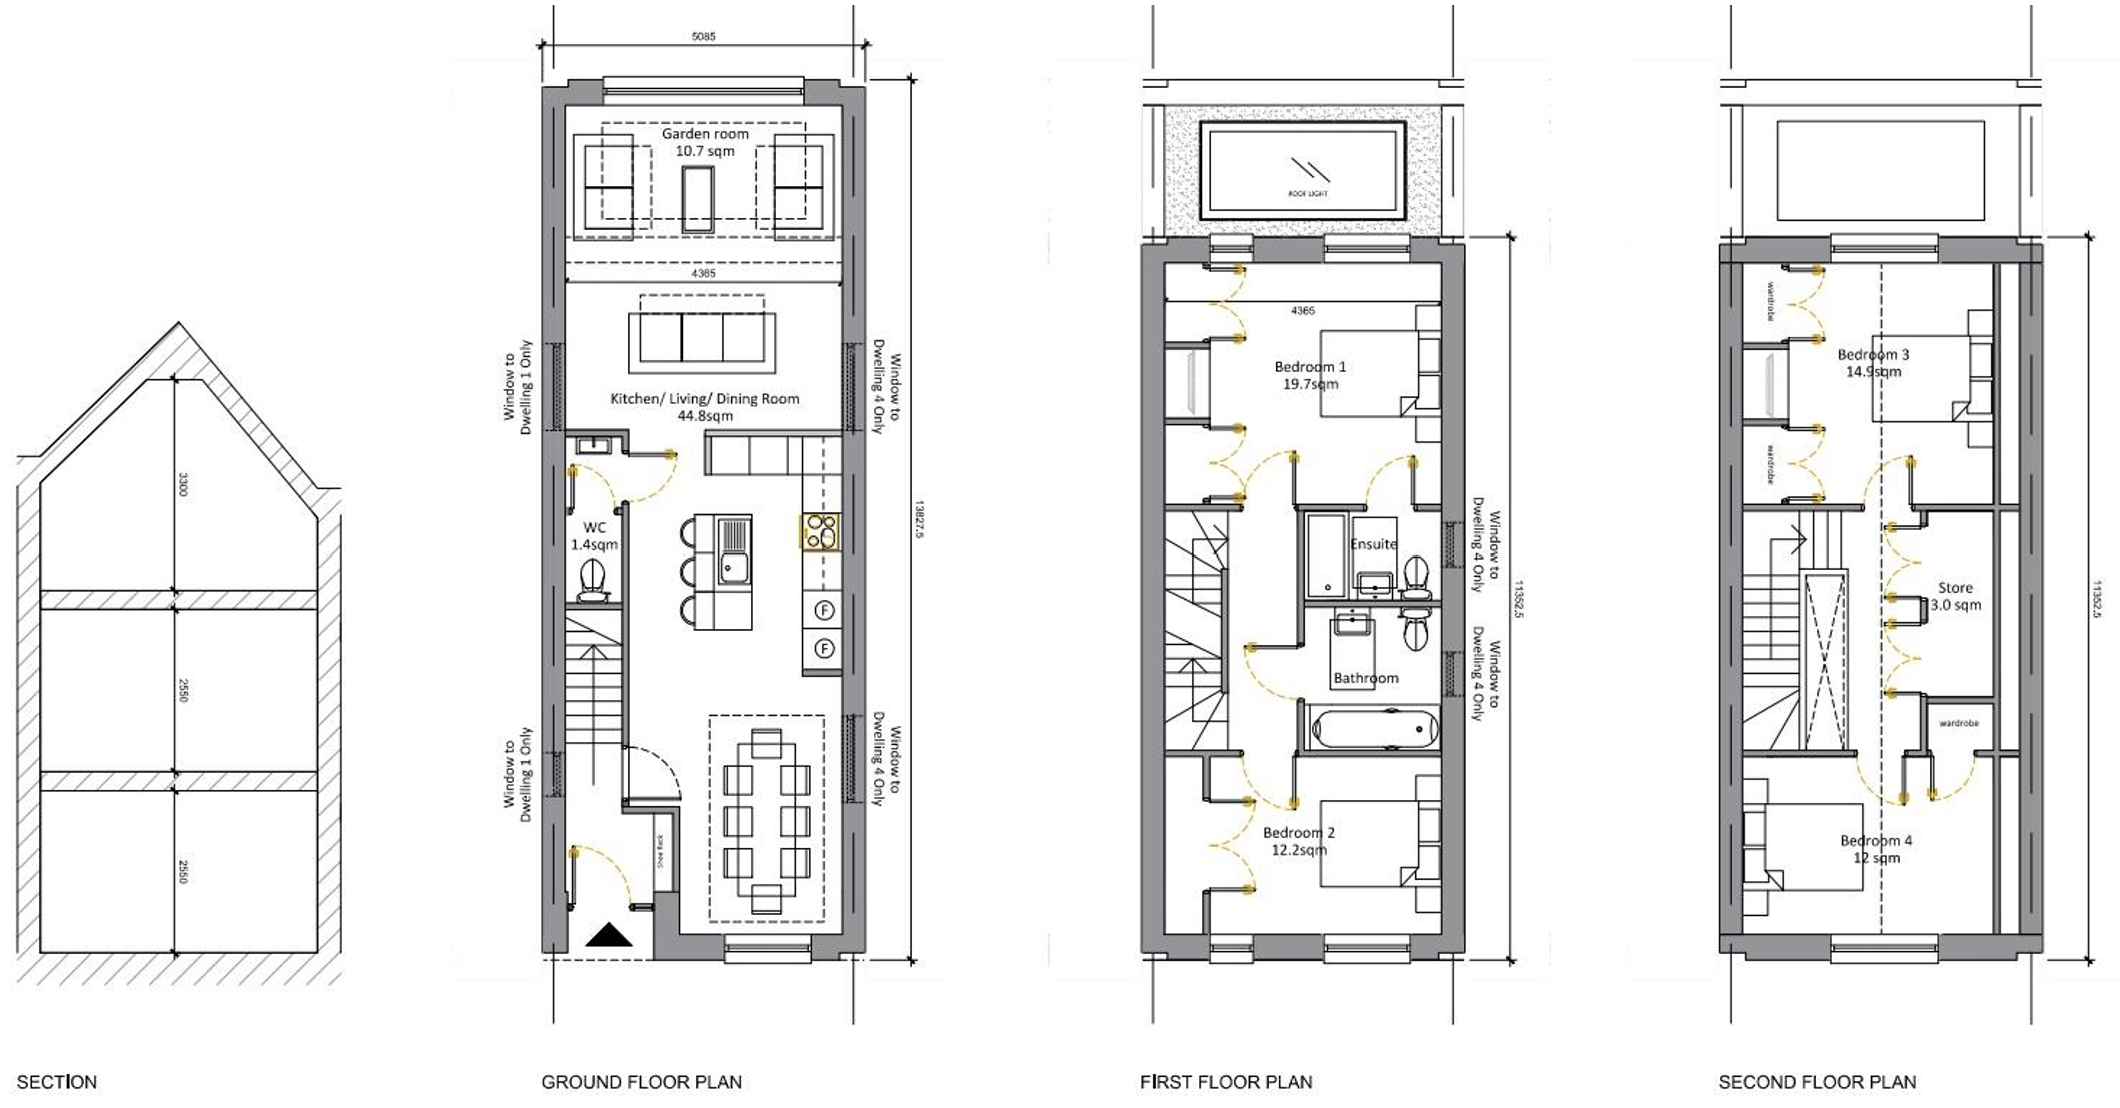 3300
2550
2550
SECTION
5085
Garden room
10.7 sqm
4365
Window to
Dwelling 1 Only
Window to
Dwelling 4 Only
Kitchen/ Living/ Dining Room
44.8sqm
WC
1.4sqm
F
F
13827.5
Window to
Dwelling 1 Only
Window to
Dwelling 4 Only
Shoe Rack
GROUND FLOOR PLAN
ROOF LIGHT
4365
Bedroom 1
19.7sqm
Ensuite
Window to
Dwelling 4 Only
Bathroom
Window to
Dwelling 4 Only
11352.5
Bedroom 2
12.2sqm
FIRST FLOOR PLAN
wardrobe
Bedroom 3
14.9sqm
wardrobe
Store
3.0 sqm
11352.5
wardrobe
Bedroom 4
12 sqm
SECOND FLOOR PLAN